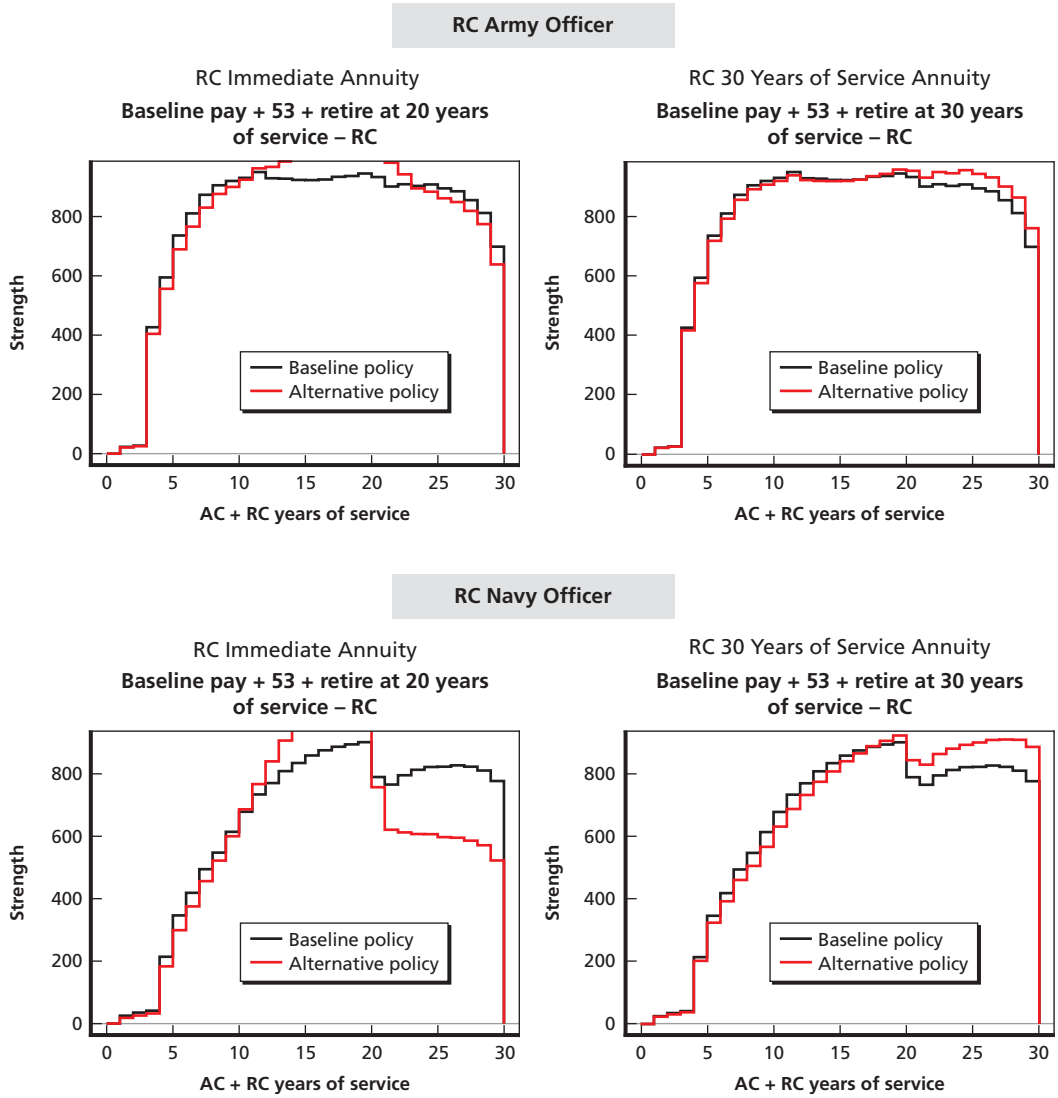 RC Army Officer
RC Immediate Annuity
Baseline pay + 53 + retire at 20 years
of service – RC
800
600
400
200
0
Strength
Baseline policy
Alternative policy
0 5 10 15 20 25 30
AC + RC years of service
RC 30 Years of Service Annuity
Baseline pay + 53 + retire at 30 years
of service – RC
800
600
400
200
0
Strength
Baseline policy
Alternative policy
0 5 10 15 20 25 30
AC + RC years of service
RC Navy Officer
RC Immediate Annuity
Baseline pay + 53 + retire at 20 years
of service – RC
800
600
400
200
0
Strength
Baseline policy
Alternative policy
0 5 10 15 20 25 30
AC + RC years of service
RC 30 Years of Service Annuity
Baseline pay + 53 + retire at 30 years
of service – RC
800
600
400
200
0
Strength
Baseline policy
Alternative policy
0 5 10 15 20 25 30
AC + RC years of service